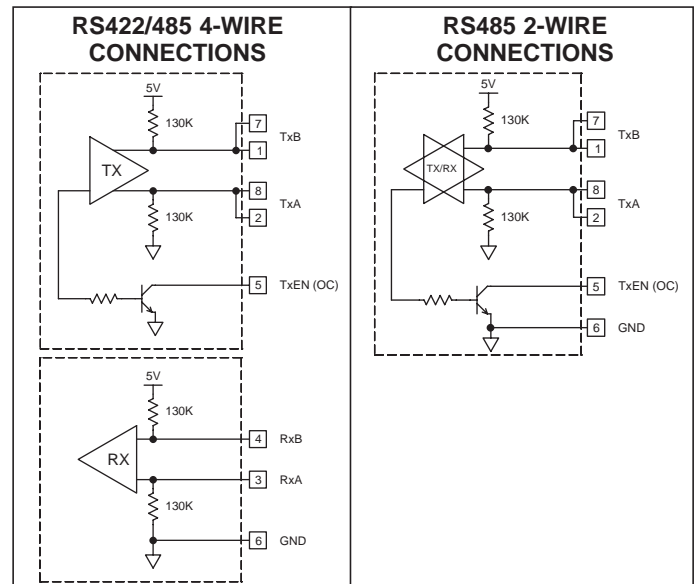 RS422/485 4-WIRE
CONNECTIONS
5V
130K
7
TxB
1
TX
8
TxA
130K
2
5
TxEN (OC)
5V
130K
4
RxB
RX
3
RxA
130K
6
GND
RS485 2-WIRE
CONNECTIONS
5V
130K
7
TxB
1
TX/RX
8
TxA
130K
2
5
TxEN (OC)
6
GND